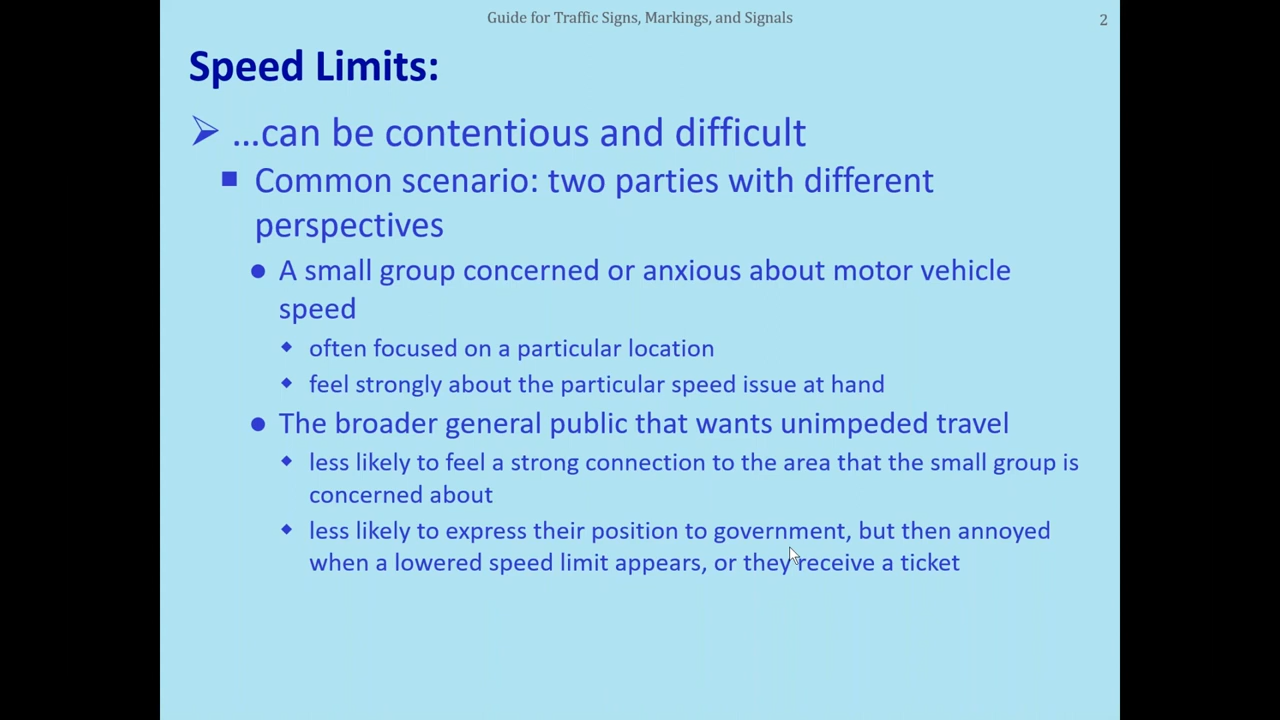 Guide for Traffic Signs, Markings, and Signals
2
Speed Limits:
…can be contentious and difficult
Common scenario: two parties with different
perspectives
A small group concerned or anxious about motor vehicle
speed
often focused on a particular location
feel strongly about the particular speed issue at hand
The broader general public that wants unimpeded travel
less likely to feel a strong connection to the area that the small group is
concerned about
less likely to express their position to government, but then annoyed
when a lowered speed limit appears, or they receive a ticket